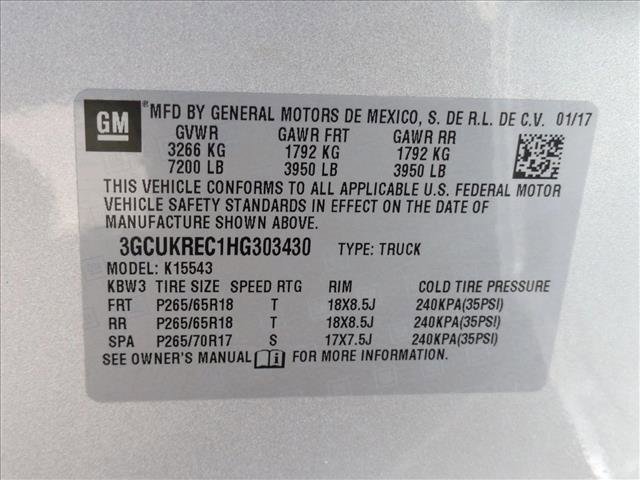 GM ® MFD BY GENERAL MOTORS DE MEXICO, S. DE R.L. DE C.V. 01/17
GVWR GAWR FRT GAWR RR
3266 KG 1792 KG 1792 KG
7200 LB 3950 LB 3950 LB
THIS VEHICLE CONFORMS TO ALL APPLICABLE U.S. FEDERAL MOTOR
VEHICLE SAFETY STANDARDS IN EFFECT ON THE DATE OF
MANUFACTURE SHOWN ABOVE.
3GCUKREC1HG303430 TYPE: TRUCK
MODEL: K15543
KBW3 TIRE SIZE SPEED RTG RIM COLD TIRE PRESSURE
FRT P265/65R18 T 18X8.5J 240KPA(35PSI)
RR P265/65R18 T 18X8.5J 240KPA(35PSI)
SPA P265/70R17 S 17X7.5J 240KPA(35PSI)
SEE OWNER'S MANUAL FOR MORE INFORMATION.